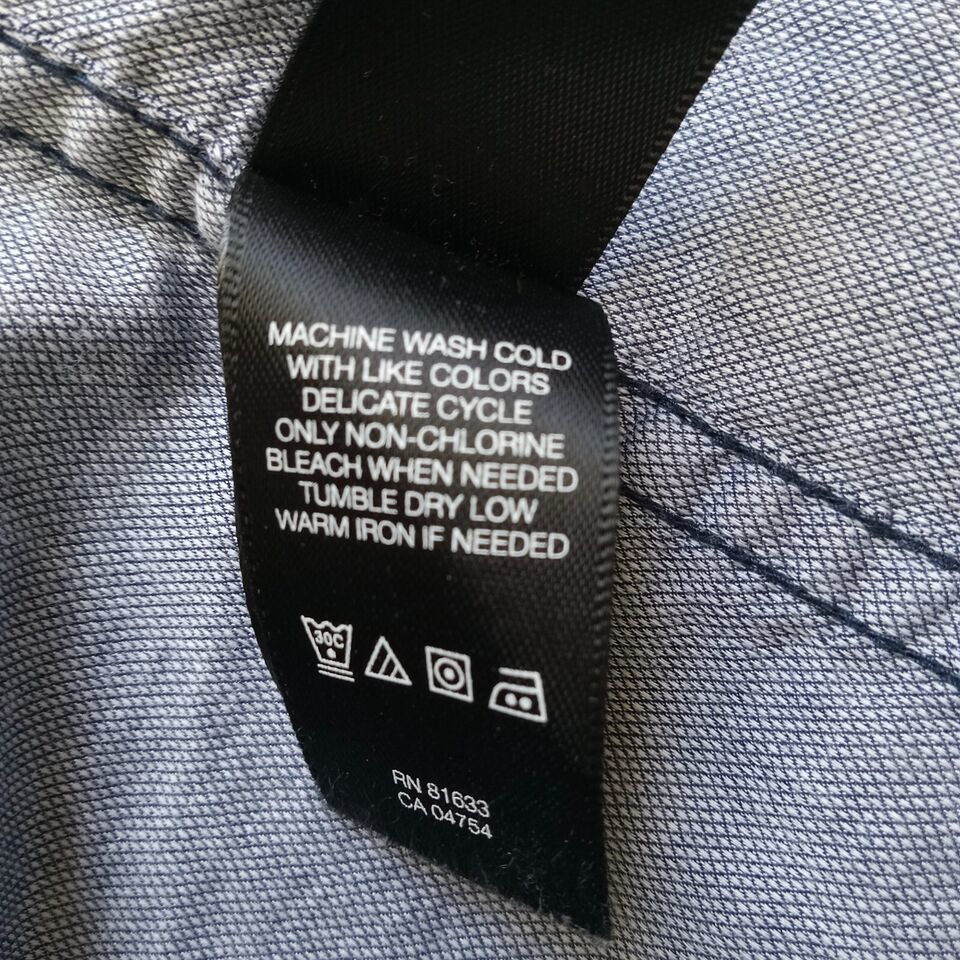 MACHINE WASH COLD
WITH LIKE COLORS
DELICATE CYCLE
ONLY NON-CHLORINE
BLEACH WHEN NEEDED
TUMBLE DRY LOW
WARM IRON IF NEEDED
30C
RN 81633
CA 04754